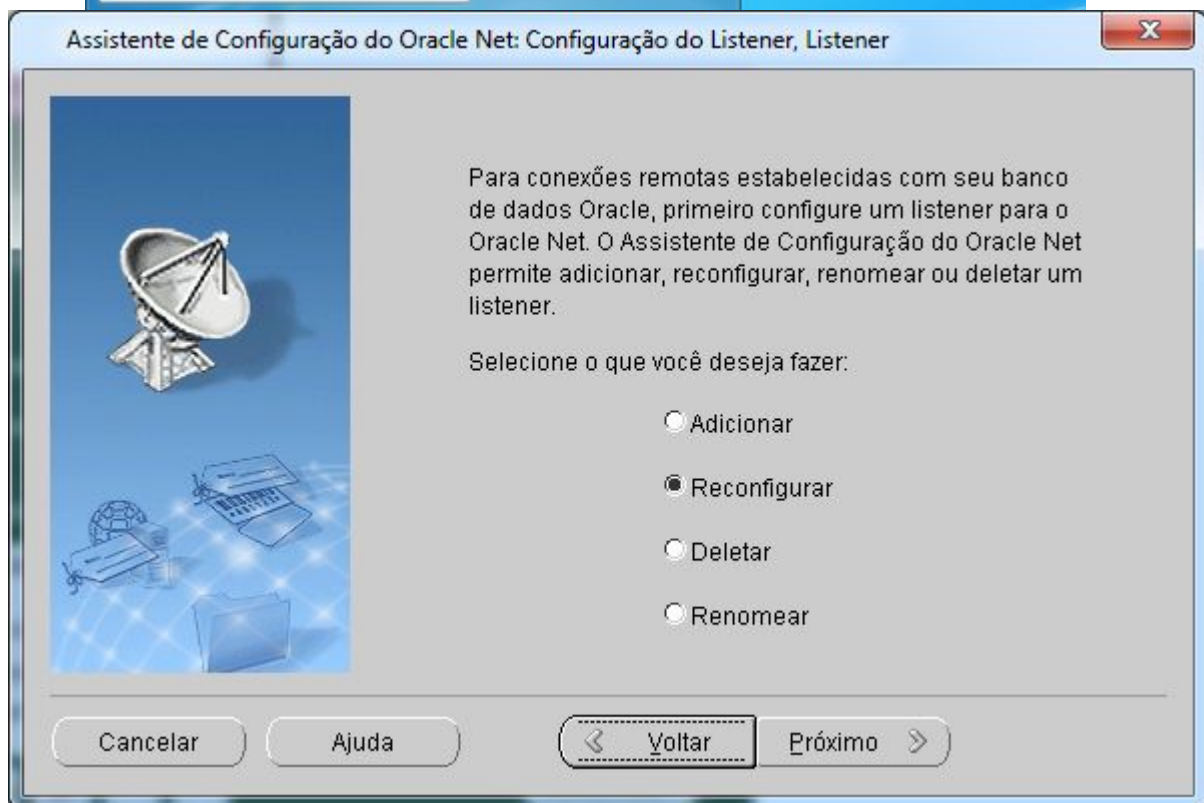 Assistente de Configuração do Oracle Net: Configuração do Listener, Listener
Para conexões remotas estabelecidas com seu banco
de dados Oracle, primeiro configure um listener para o
Oracle Net. O Assistente de Configuração do Oracle Net
permite adicionar, reconfigurar, renomear ou deletar um
listener.
Selecione o que você deseja fazer:
Adicionar
Reconfigurar
Deletar
Renomear
Cancelar
Ajuda
Voltar
Próximo